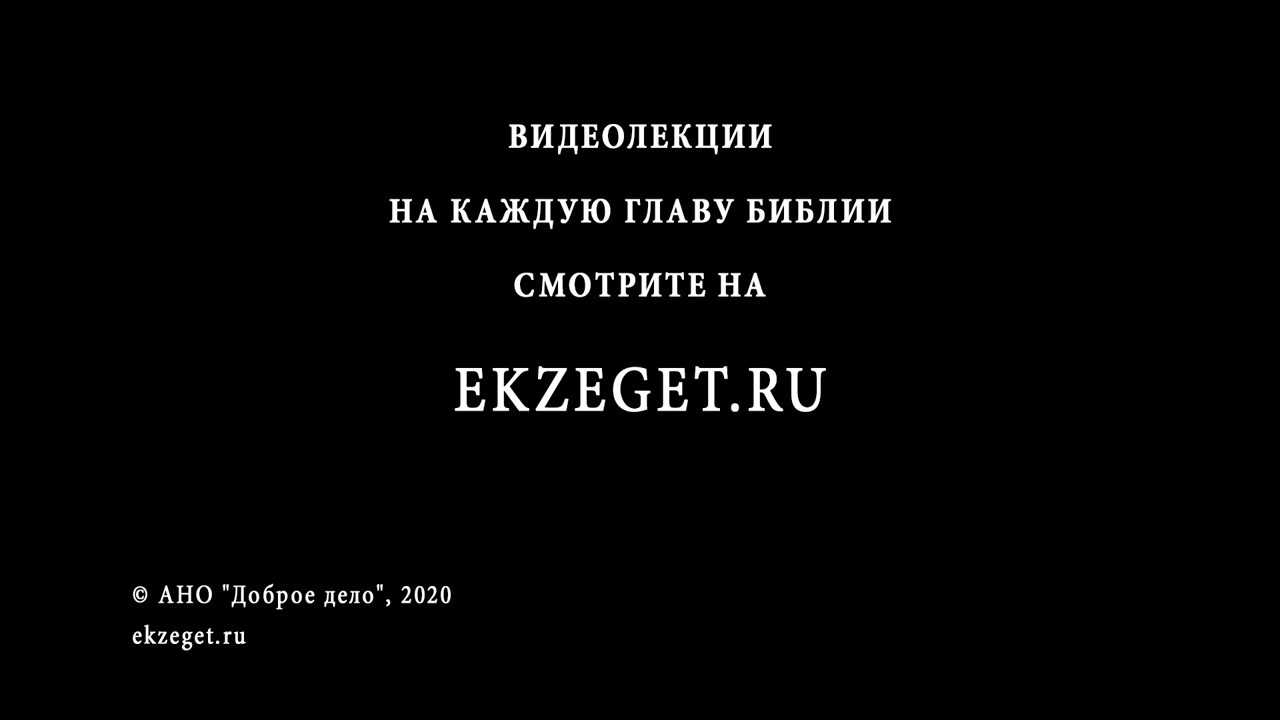 ВИДЕОЛЕКЦИИ
НА КАЖДУЮ ГЛАВУ БИБЛИИ
СМОТРИТЕ НА
EKZEGET.RU
© АНО "Доброе дело", 2020
ekzeget.ru